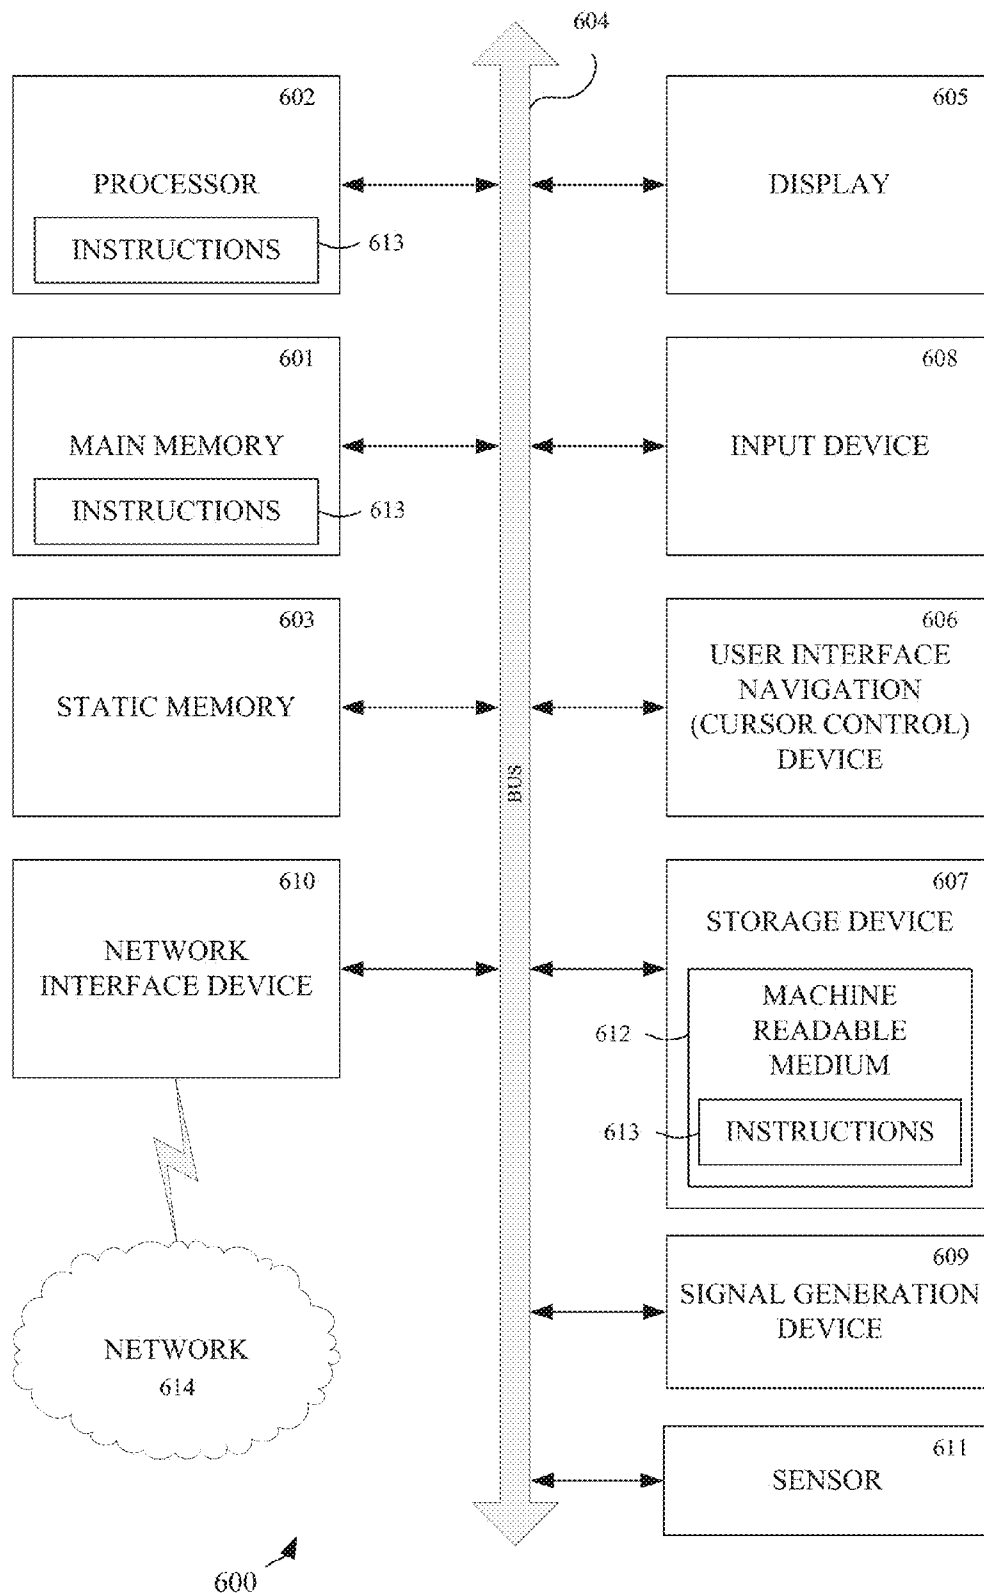 604
602
PROCESSOR
INSTRUCTIONS
613
605
DISPLAY
601
MAIN MEMORY
INSTRUCTIONS
613
608
INPUT DEVICE
603
STATIC MEMORY
606
USER INTERFACE
NAVIGATION
(CURSOR CONTROL)
DEVICE
BUS
610
NETWORK
INTERFACE DEVICE
607
STORAGE DEVICE
MACHINE
READABLE
MEDIUM
612
INSTRUCTIONS
613
609
SIGNAL GENERATION
DEVICE
NETWORK
614
611
SENSOR
600